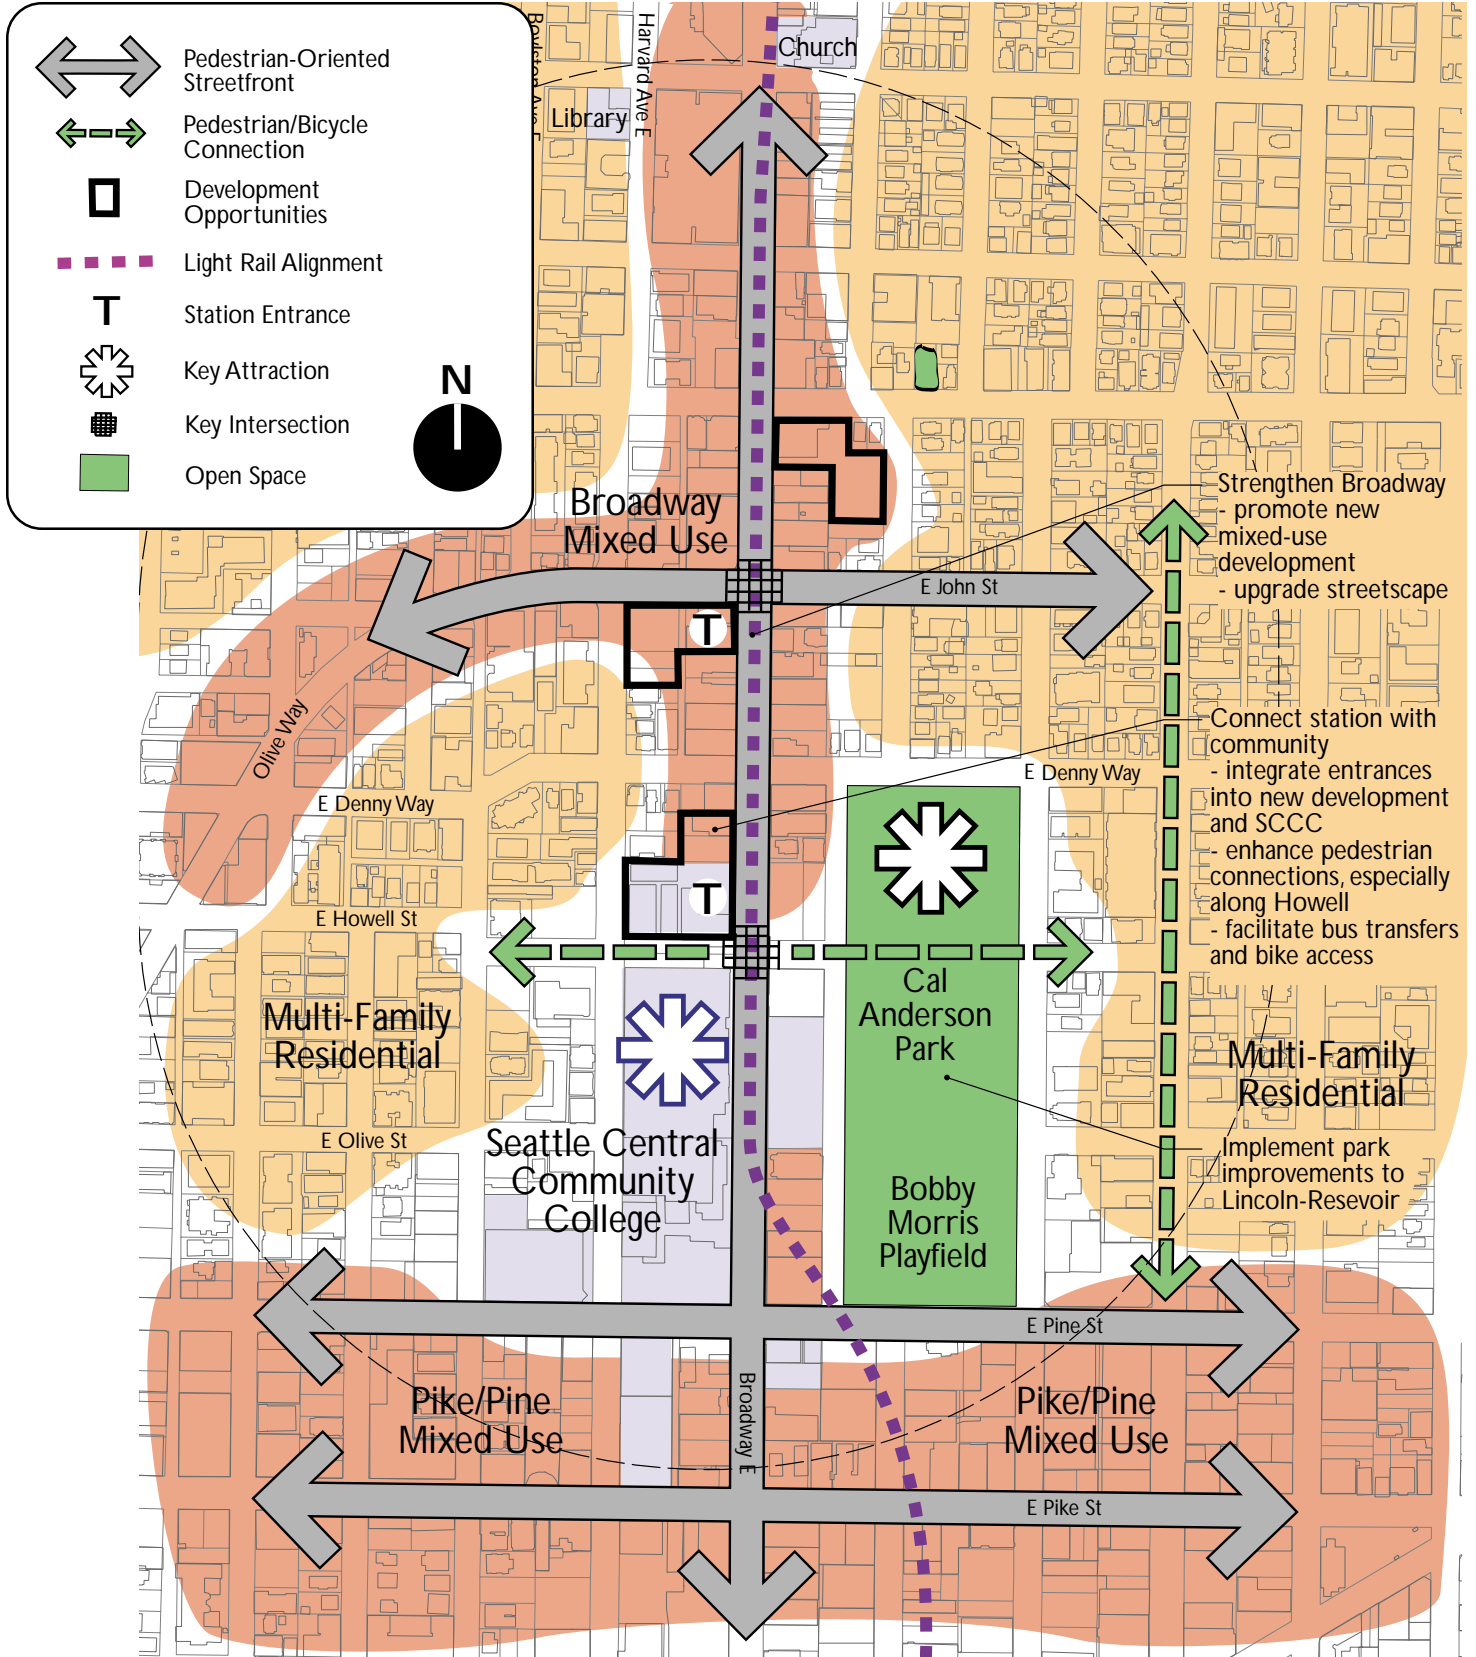 Pedestrian-Oriented
Streetfront
Pedestrian/Bicycle
Connection
Development
Opportunities
Light Rail Alignment
T
Station Entrance
Key Attraction
Key Intersection
Open Space
N
Boylston Ave E
Harvard Ave E
Church
Library
Broadway
Mixed Use
E John St
T
Strengthen Broadway
- promote new
mixed-use
development
- upgrade streetscape
Olive Way
E Denny Way
E Denny Way
Connect station with
community
- integrate entrances
into new development
and SCCC
- enhance pedestrian
connections, especially
along Howell
- facilitate bus transfers
and bike access
T
E Howell St
Cal
Anderson
Park
Multi-Family
Residential
Multi-Family
Residential
E Olive St
Seattle Central
Community
College
Bobby
Morris
Playfield
Implement park
improvements to
Lincoln-Resevoir
E Pine St
Broadway E
Pike/Pine
Mixed Use
Pike/Pine
Mixed Use
E Pike St